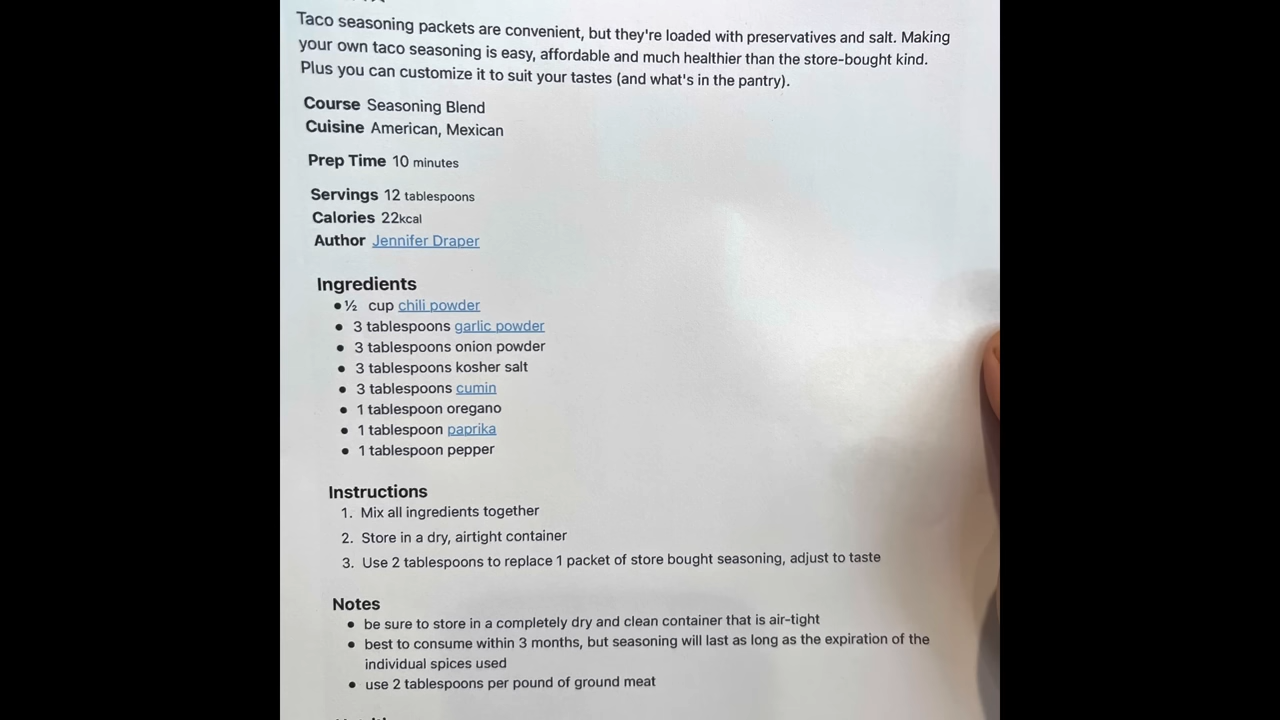 Taco seasoning packets are convenient, but they're loaded with preservatives and salt. Making
your own taco seasoning is easy, affordable and much healthier than the store-bought kind.
Plus you can customize it to suit your tastes (and what's in the pantry).
Course Seasoning Blend
Cuisine American, Mexican
Prep Time 10 minutes
Servings 12 tablespoons
Calories 22kcal
Author Jennifer Draper
Ingredients
• ½ cup chili powder
• 3 tablespoons garlic powder
• 3 tablespoons onion powder
• 3 tablespoons kosher salt
• 3 tablespoons cumin
• 1 tablespoon oregano
• 1 tablespoon paprika
• 1 tablespoon pepper
Instructions
1. Mix all ingredients together
2. Store in a dry, airtight container
3. Use 2 tablespoons to replace 1 packet of store bought seasoning, adjust to taste
Notes
• be sure to store in a completely dry and clean container that is air-tight
• best to consume within 3 months, but seasoning will last as long as the expiration of the
individual spices used
• use 2 tablespoons per pound of ground meat